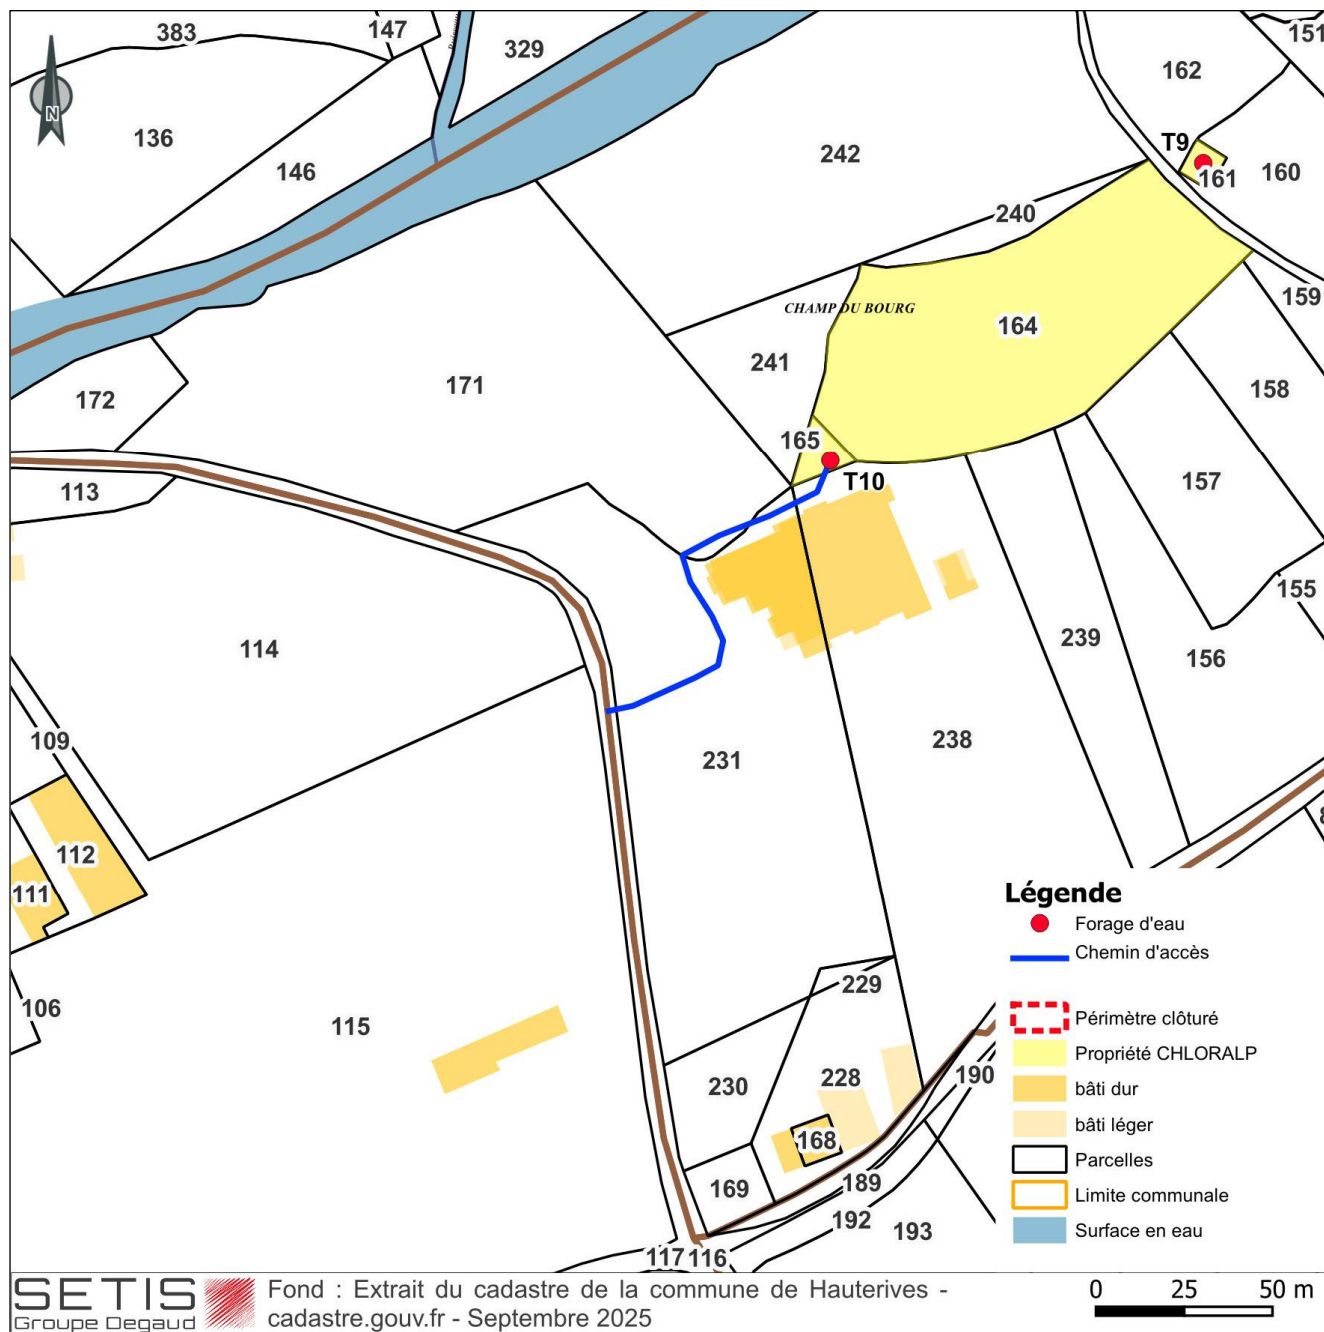 383
147
329
151
162
136
146
242
T9
161
160
240
N
CHAMP DU BOURG
164
159
241
158
172
171
165
T10
157
113
155
114
239
156
109
231
238
112
111
106
115
229
230
228
190
168
169
189
192
193
117
116
Légende
Forage d'eau
Chemin d'accès
Périmètre clôturé
Propriété CHLORALP
bâti dur
bâti léger
Parcelles
Limite communale
Surface en eau
SETIS
Groupe Degaud
Fond : Extrait du cadastre de la commune de Hauterives -
cadastre.gouv.fr - Septembre 2025
0 25 50 m